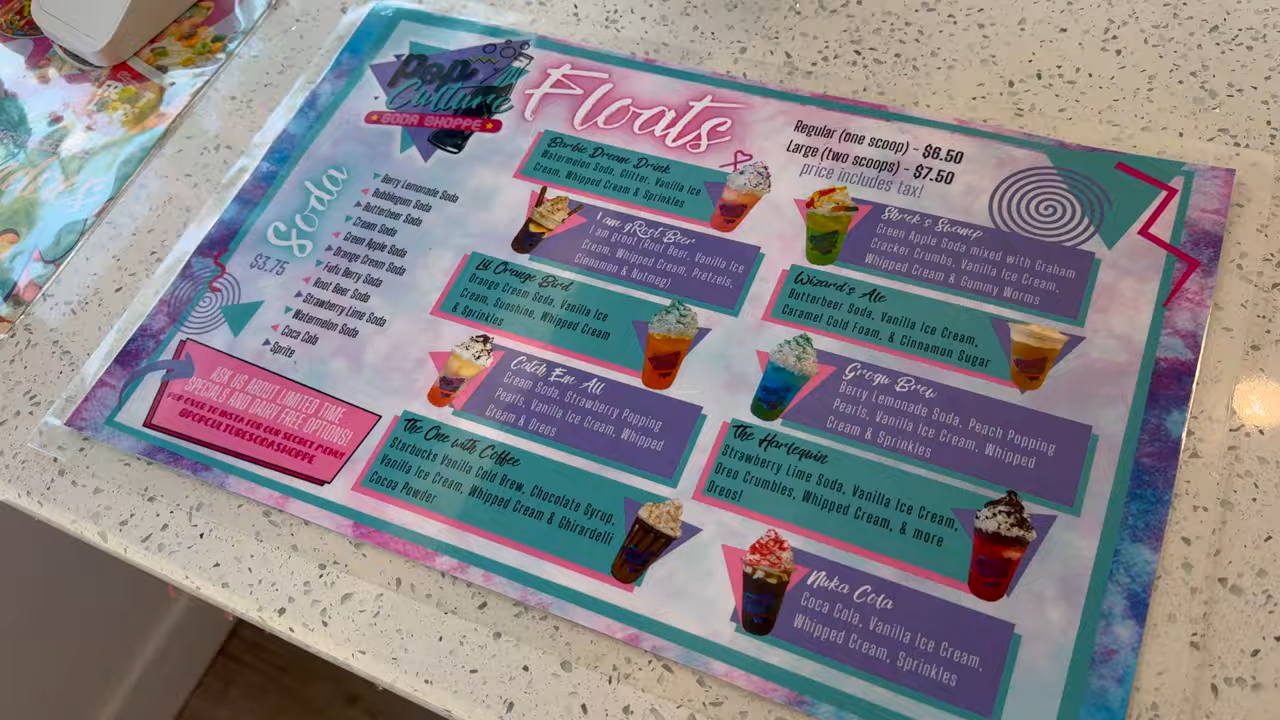 Pop
Culture
SODA SHOPPE
Floats
Regular (one scoop) - $6.50
Large (two scoops) - $7.50
price includes tax!
Soda
$3.75
Berry Lemonade Soda
Bubblegum Soda
Butterbeer Soda
Cream Soda
Green Apple Soda
Orange Cream Soda
Fufu Berry Soda
Root Beer Soda
Strawberry Lime Soda
Watermelon Soda
Coca Cola
Sprite
ASK US ABOUT LIMITED TIME
SPECIALS AND DAIRY FREE OPTIONS!
POP OVER TO INSTA FOR OUR SECRET MENU!
@POPCULTURESODASHOPPE
Barbie Dream Drink
Watermelon Soda, Glitter, Vanilla Ice
Cream, Whipped Cream & Sprinkles
I am gRoot Beer
I am groot (Root Beer, Vanilla Ice
Cream, Whipped Cream, Pretzels,
Cinnamon & Nutmeg)
Lil Orange Bird
Orange Creem Soda, Vanilla Ice
Cream, Sunshine, Whipped Cream
& Sprinkles
Catch Em All
Cream Soda, Strawberry Popping
Pearls, Vanilla Ice Cream, Whipped
Cream & Oreos
the One with Coffee
Starbucks Vanilla Cold Brew, Chocolate Syrup,
Vanilla Ice Cream, Whipped Cream & Ghirardelli
Cocoa Powder
Shrek's Swamp
Green Apple Soda mixed with Graham
Cracker Crumbs, Vanilla Ice Cream,
Whipped Cream & Gummy Worms
Wizard's Ale
Butterbeer Soda, Vanilla Ice Cream,
Caramel Cold Foam, & Cinnamon Sugar
Grogu Brew
Berry Lemonade Soda, Peach Popping
Pearls, Vanilla Ice Cream, Whipped
Cream & Sprinkles
the Harlequin
Strawberry Lime Soda, Vanilla Ice Cream,
Oreo Crumbles, Whipped Cream, & more
Oreos!
Nuka Cola
Coca Cola, Vanilla Ice Cream,
Whipped Cream, Sprinkles